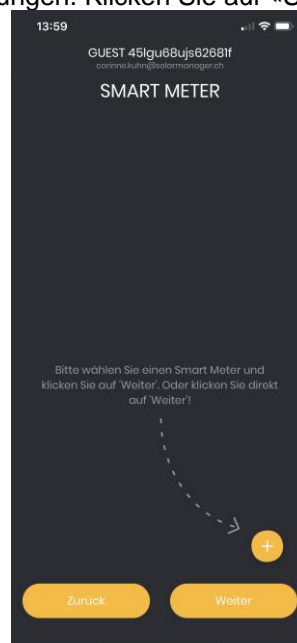 ungen. Klicken Sie auf «S
13:59
GUEST 45lgu68ujs62681f
corinne.kuhn@solarmanager.ch
SMART METER
Bitte wählen Sie einen Smart Meter und
klicken Sie auf 'Weiter'. Oder klicken Sie direkt
auf 'Weiter'!
+
Zurück
Weiter